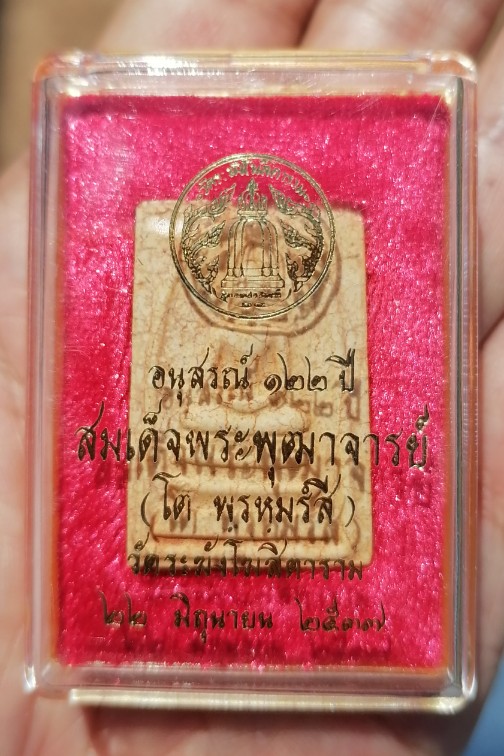 อนุสรณ์ ๑๒๒ ปี
สมเด็จพระพุฒาจารย์
(โต พฺรหฺมรํสี)
วัดระฆังโฆสิตาราม
๒๒ มิถุนายน ๒๕๓๗